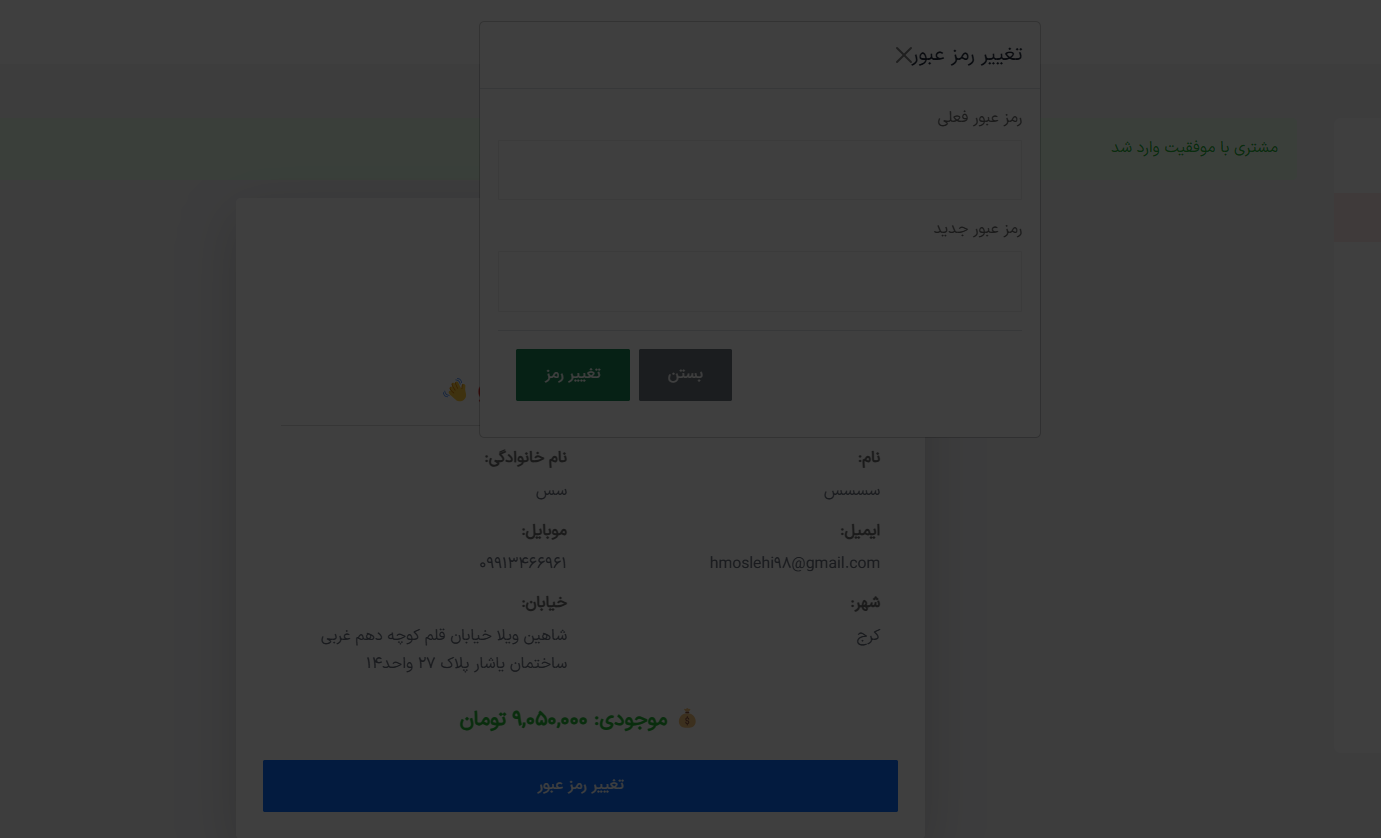 تغییر رمز عبور
رمز عبور فعلی
مشتری با موفقیت وارد شد
رمز عبور جدید
بستن
تغییر رمز
نام:
نام خانوادگی:
سسسس
سس
ایمیل:
موبایل:
hmoslehi۹۸@gmail.com
۰۹۹۱۳۴۶۶۹۶۱
شهر:
خیابان:
کرج
شاهین ویلا خیابان قلم کوچه دهم غربی
ساختمان یاشار پلاک ۲۷ واحد۱۴
💰 موجودی: ۹,۰۵۰,۰۰۰ تومان
تغییر رمز عبور